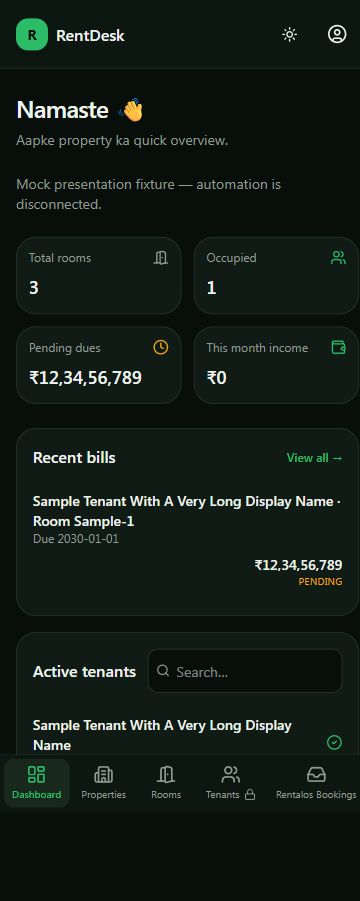 R RentDesk
Namaste 👋
Aapke property ka quick overview.
Mock presentation fixture — automation is
disconnected.
Total rooms
3
Occupied
1
Pending dues
₹12,34,56,789
This month income
₹0
Recent bills
View all →
Sample Tenant With A Very Long Display Name ·
Room Sample-1
Due 2030-01-01
₹12,34,56,789
PENDING
Active tenants
Search...
Sample Tenant With A Very Long Display
Name
Dashboard
Properties
Rooms
Tenants
Rentalos Bookings